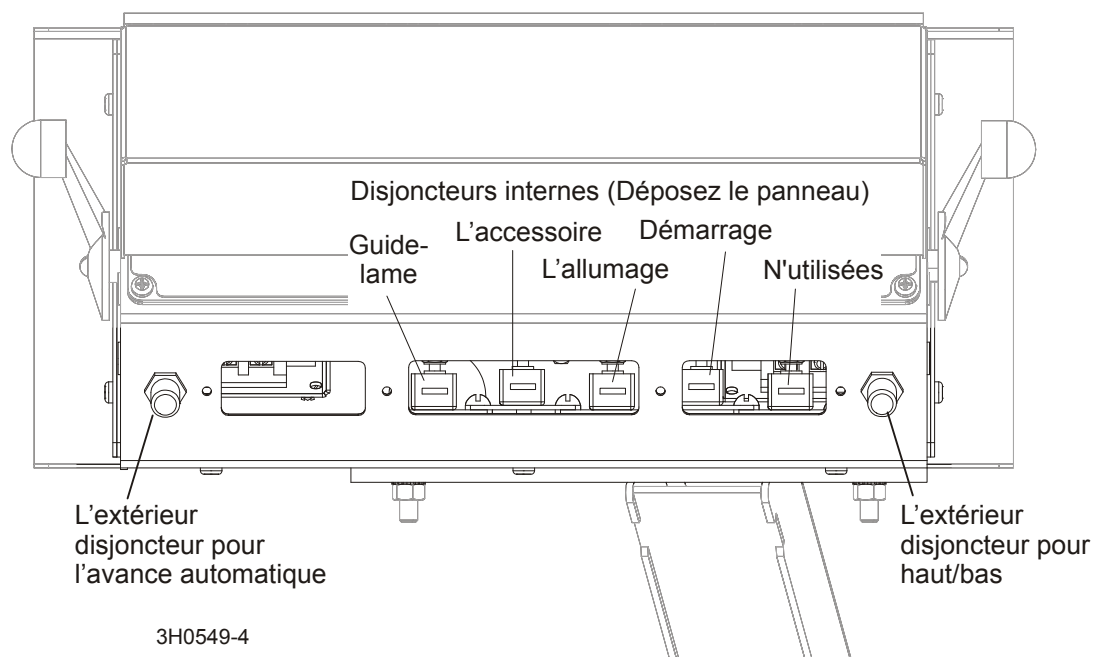 Disjoncteurs internes (Déposez le panneau)
Guide-
lame
L'accessoire
L'allumage
Démarrage
N'utilisées
L'extérieur
disjoncteur pour
l'avance automatique
L'extérieur
disjoncteur pour
haut/bas
3H0549-4